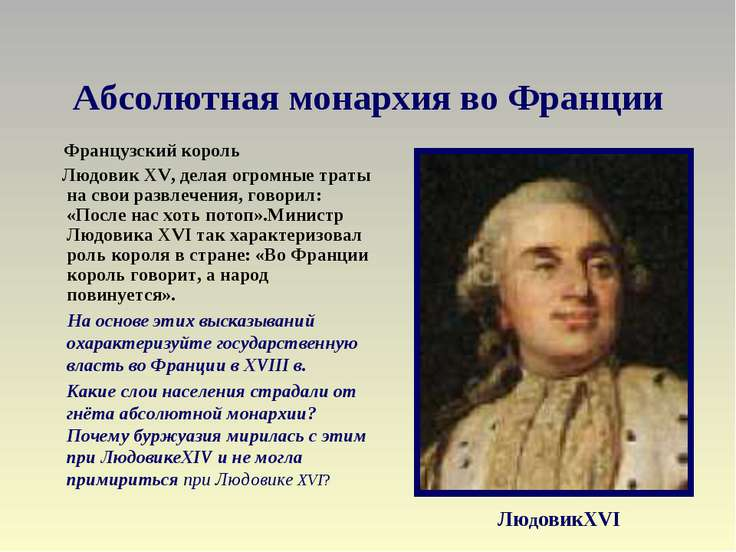 Абсолютная монархия во Франции
Французский король
Людовик XV, делая огромные траты
на свои развлечения, говорил:
«После нас хоть потоп».Министр
Людовика XVI так характеризовал
роль короля в стране: «Во Франции
король говорит, а народ
повинуется».
На основе этих высказываний
охарактеризуйте государственную
власть во Франции в XVIII в.
Какие слои населения страдали от
гнёта абсолютной монархии?
Почему буржуазия мирилась с этим
при ЛюдовикеXIV и не могла
примириться при Людовике XVI?
ЛюдовикXVI